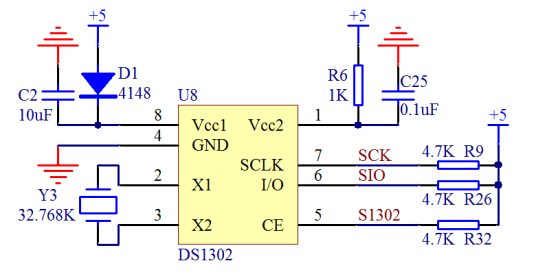 +5
+5
D1
4148
C2
10uF
R6
1K
C25
0.1uF
U8
+5
8
Vcc1
Vcc2
1
4
GND
SCLK
7
SCK
4.7K R9
2
X1
I/O
6
SIO
4.7K R26
Y3
32.768K
3
X2
CE
5
S1302
4.7K R32
DS1302